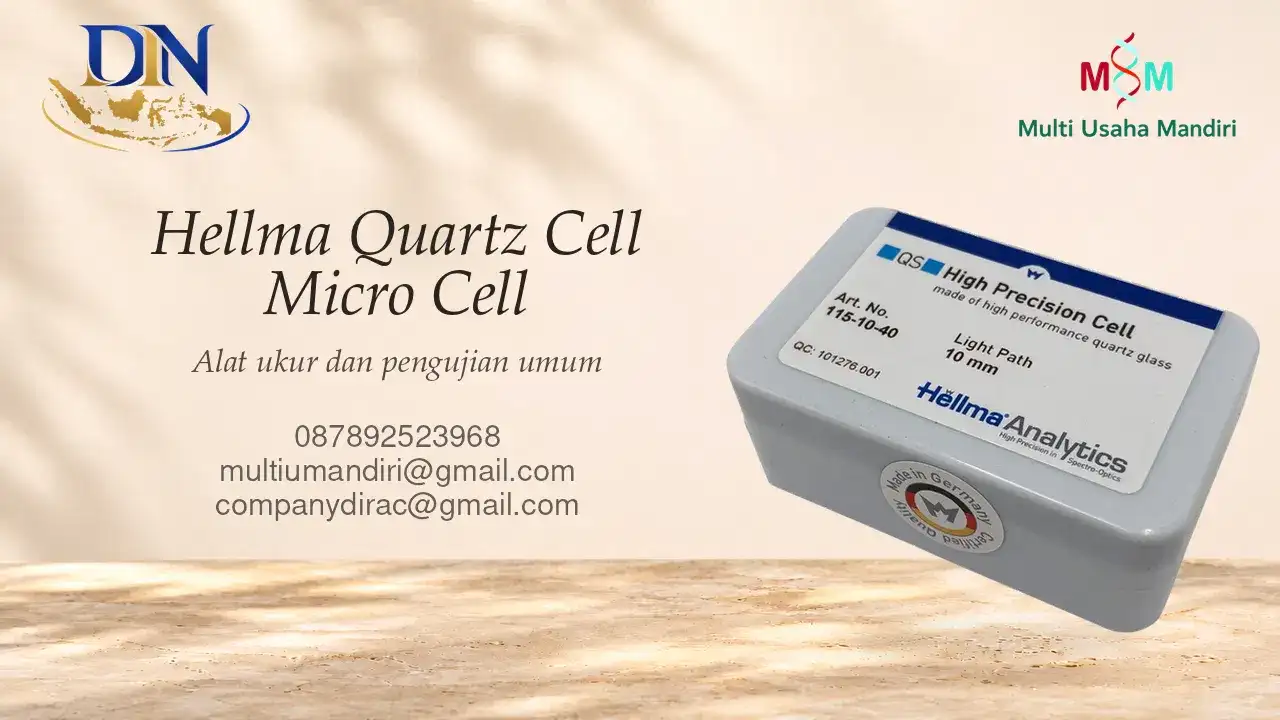 DIN
MSM
Multi Usaha Mandiri
Hellma Quartz Cell
Micro Cell
Alat ukur dan pengujian umum
087892523968
multiumandiri@gmail.com
companydirac@gmail.com
QS High Precision Cell
made of high performance quartz glass
Art. No.
115-10-40
Light Path
10 mm
QC: 101276.001
Hellma Analytics
High Precision in Spectro-Optics
Made in Germany
Certified Quality